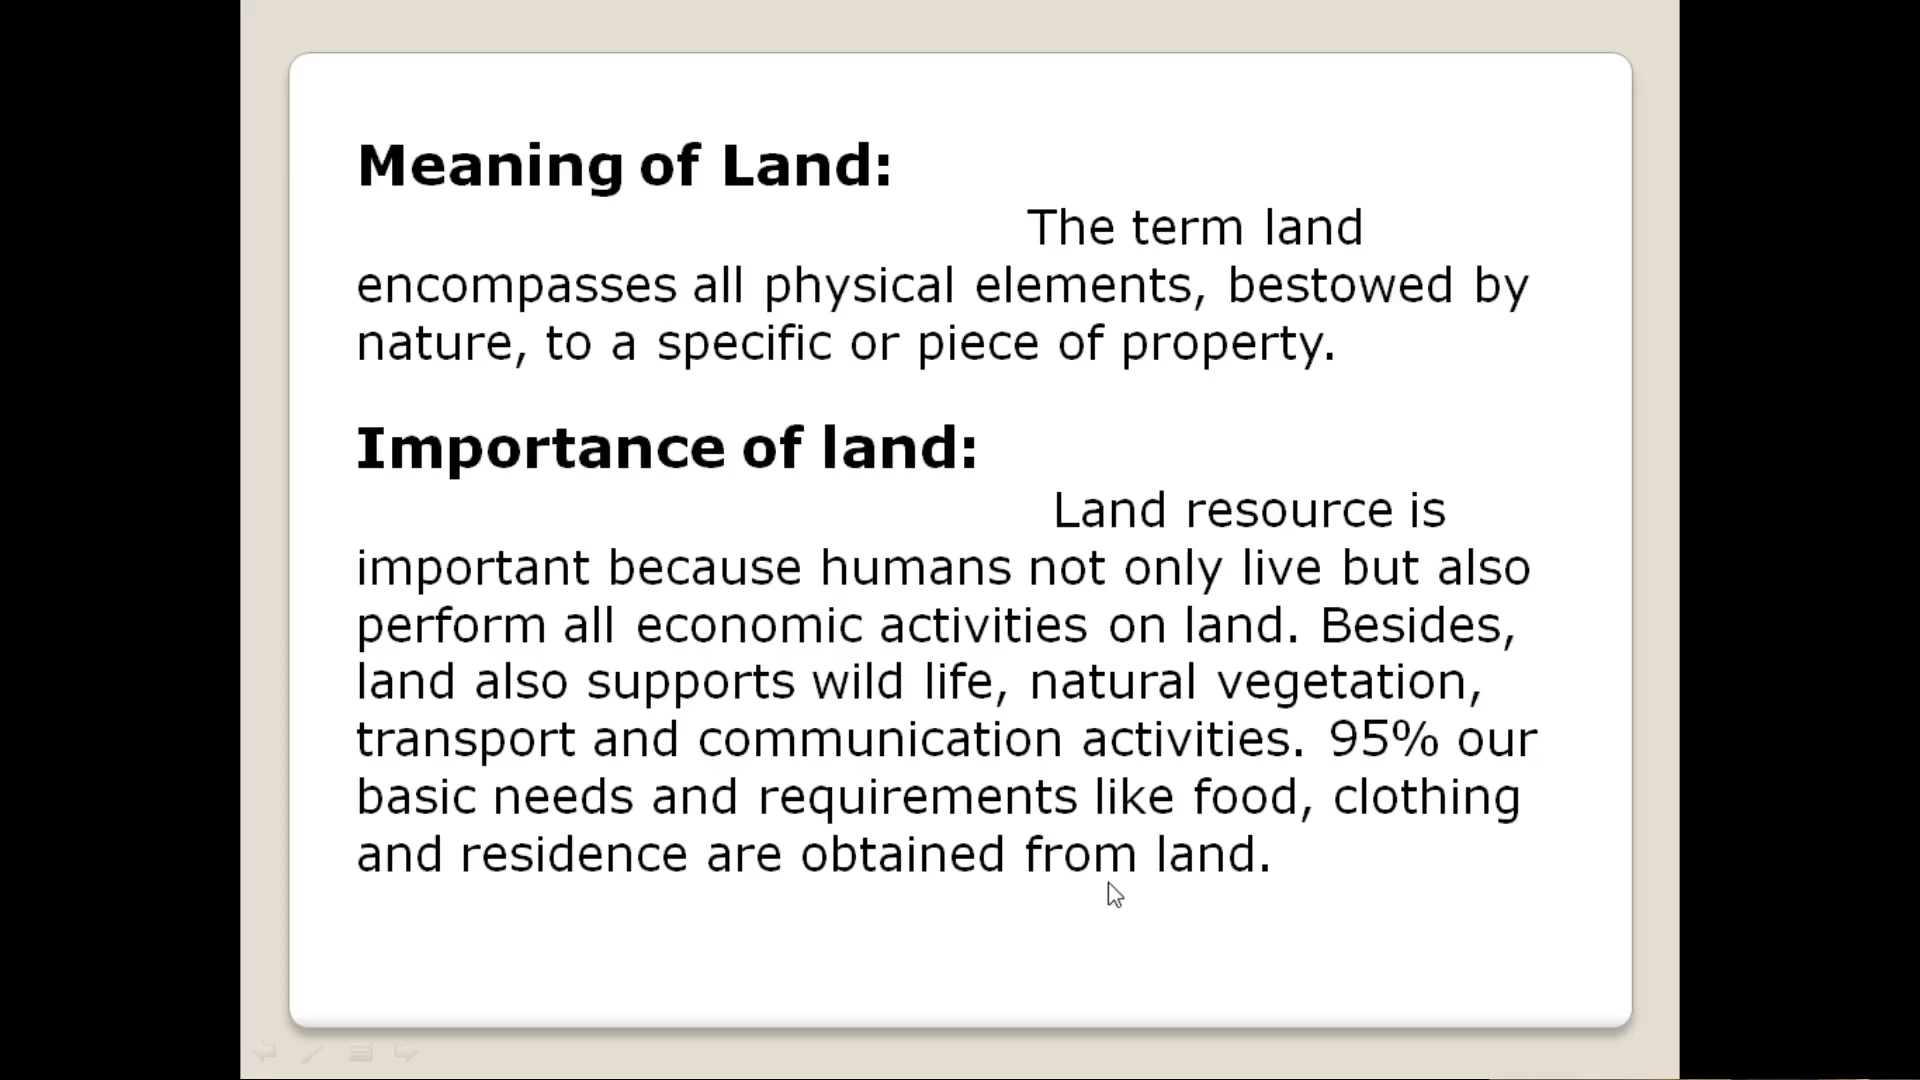 Meaning of Land:
The term land
encompasses all physical elements, bestowed by
nature, to a specific or piece of property.
Importance of land:
Land resource is
important because humans not only live but also
perform all economic activities on land. Besides,
land also supports wild life, natural vegetation,
transport and communication activities. 95% our
basic needs and requirements like food, clothing
and residence are obtained from land.